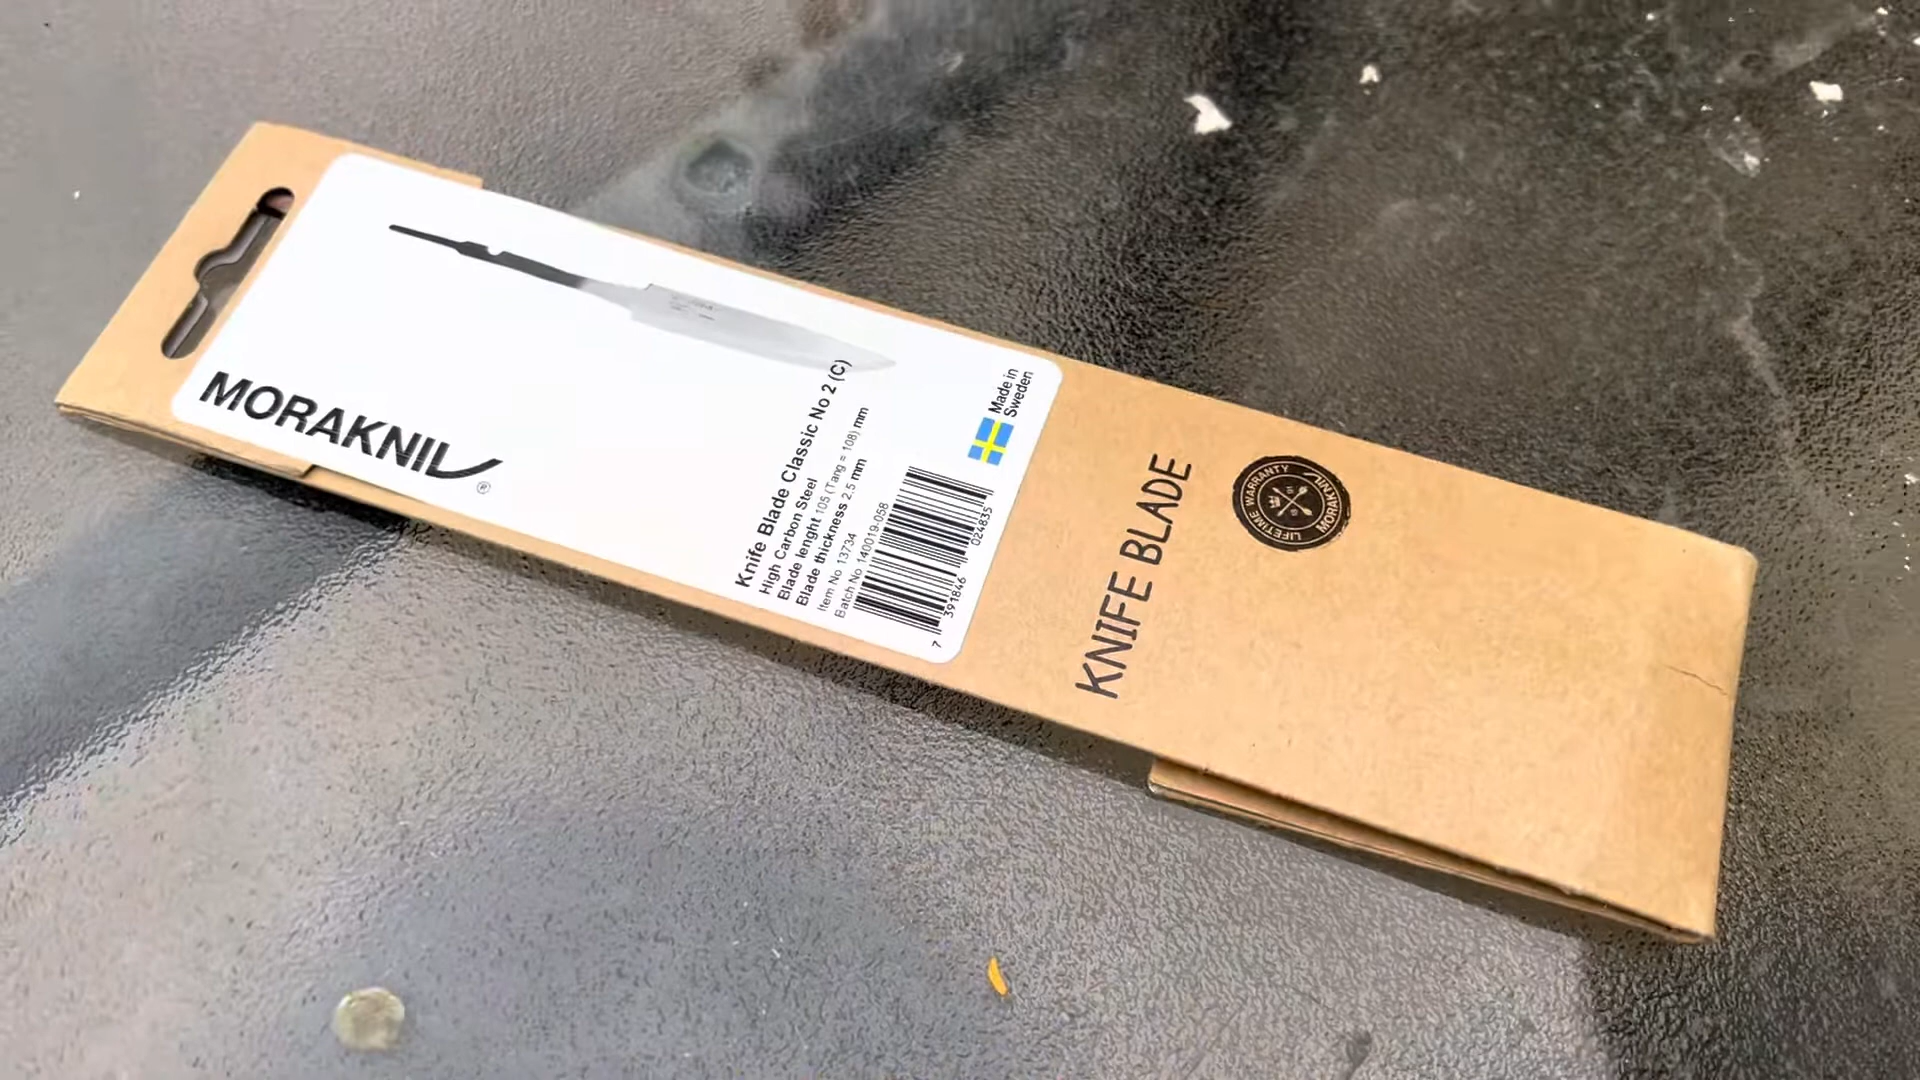 MORAKNIV
®
Knife Blade Classic No 2 (C)
High Carbon Steel
Blade lenght 105 (Tang = 108) mm
Blade thickness 2.5 mm
Item No 13734
Batch No 140019-058
7 391846 024835
Made in
Sweden
KNIFE BLADE
LIFETIME WARRANTY
MORAKNIV